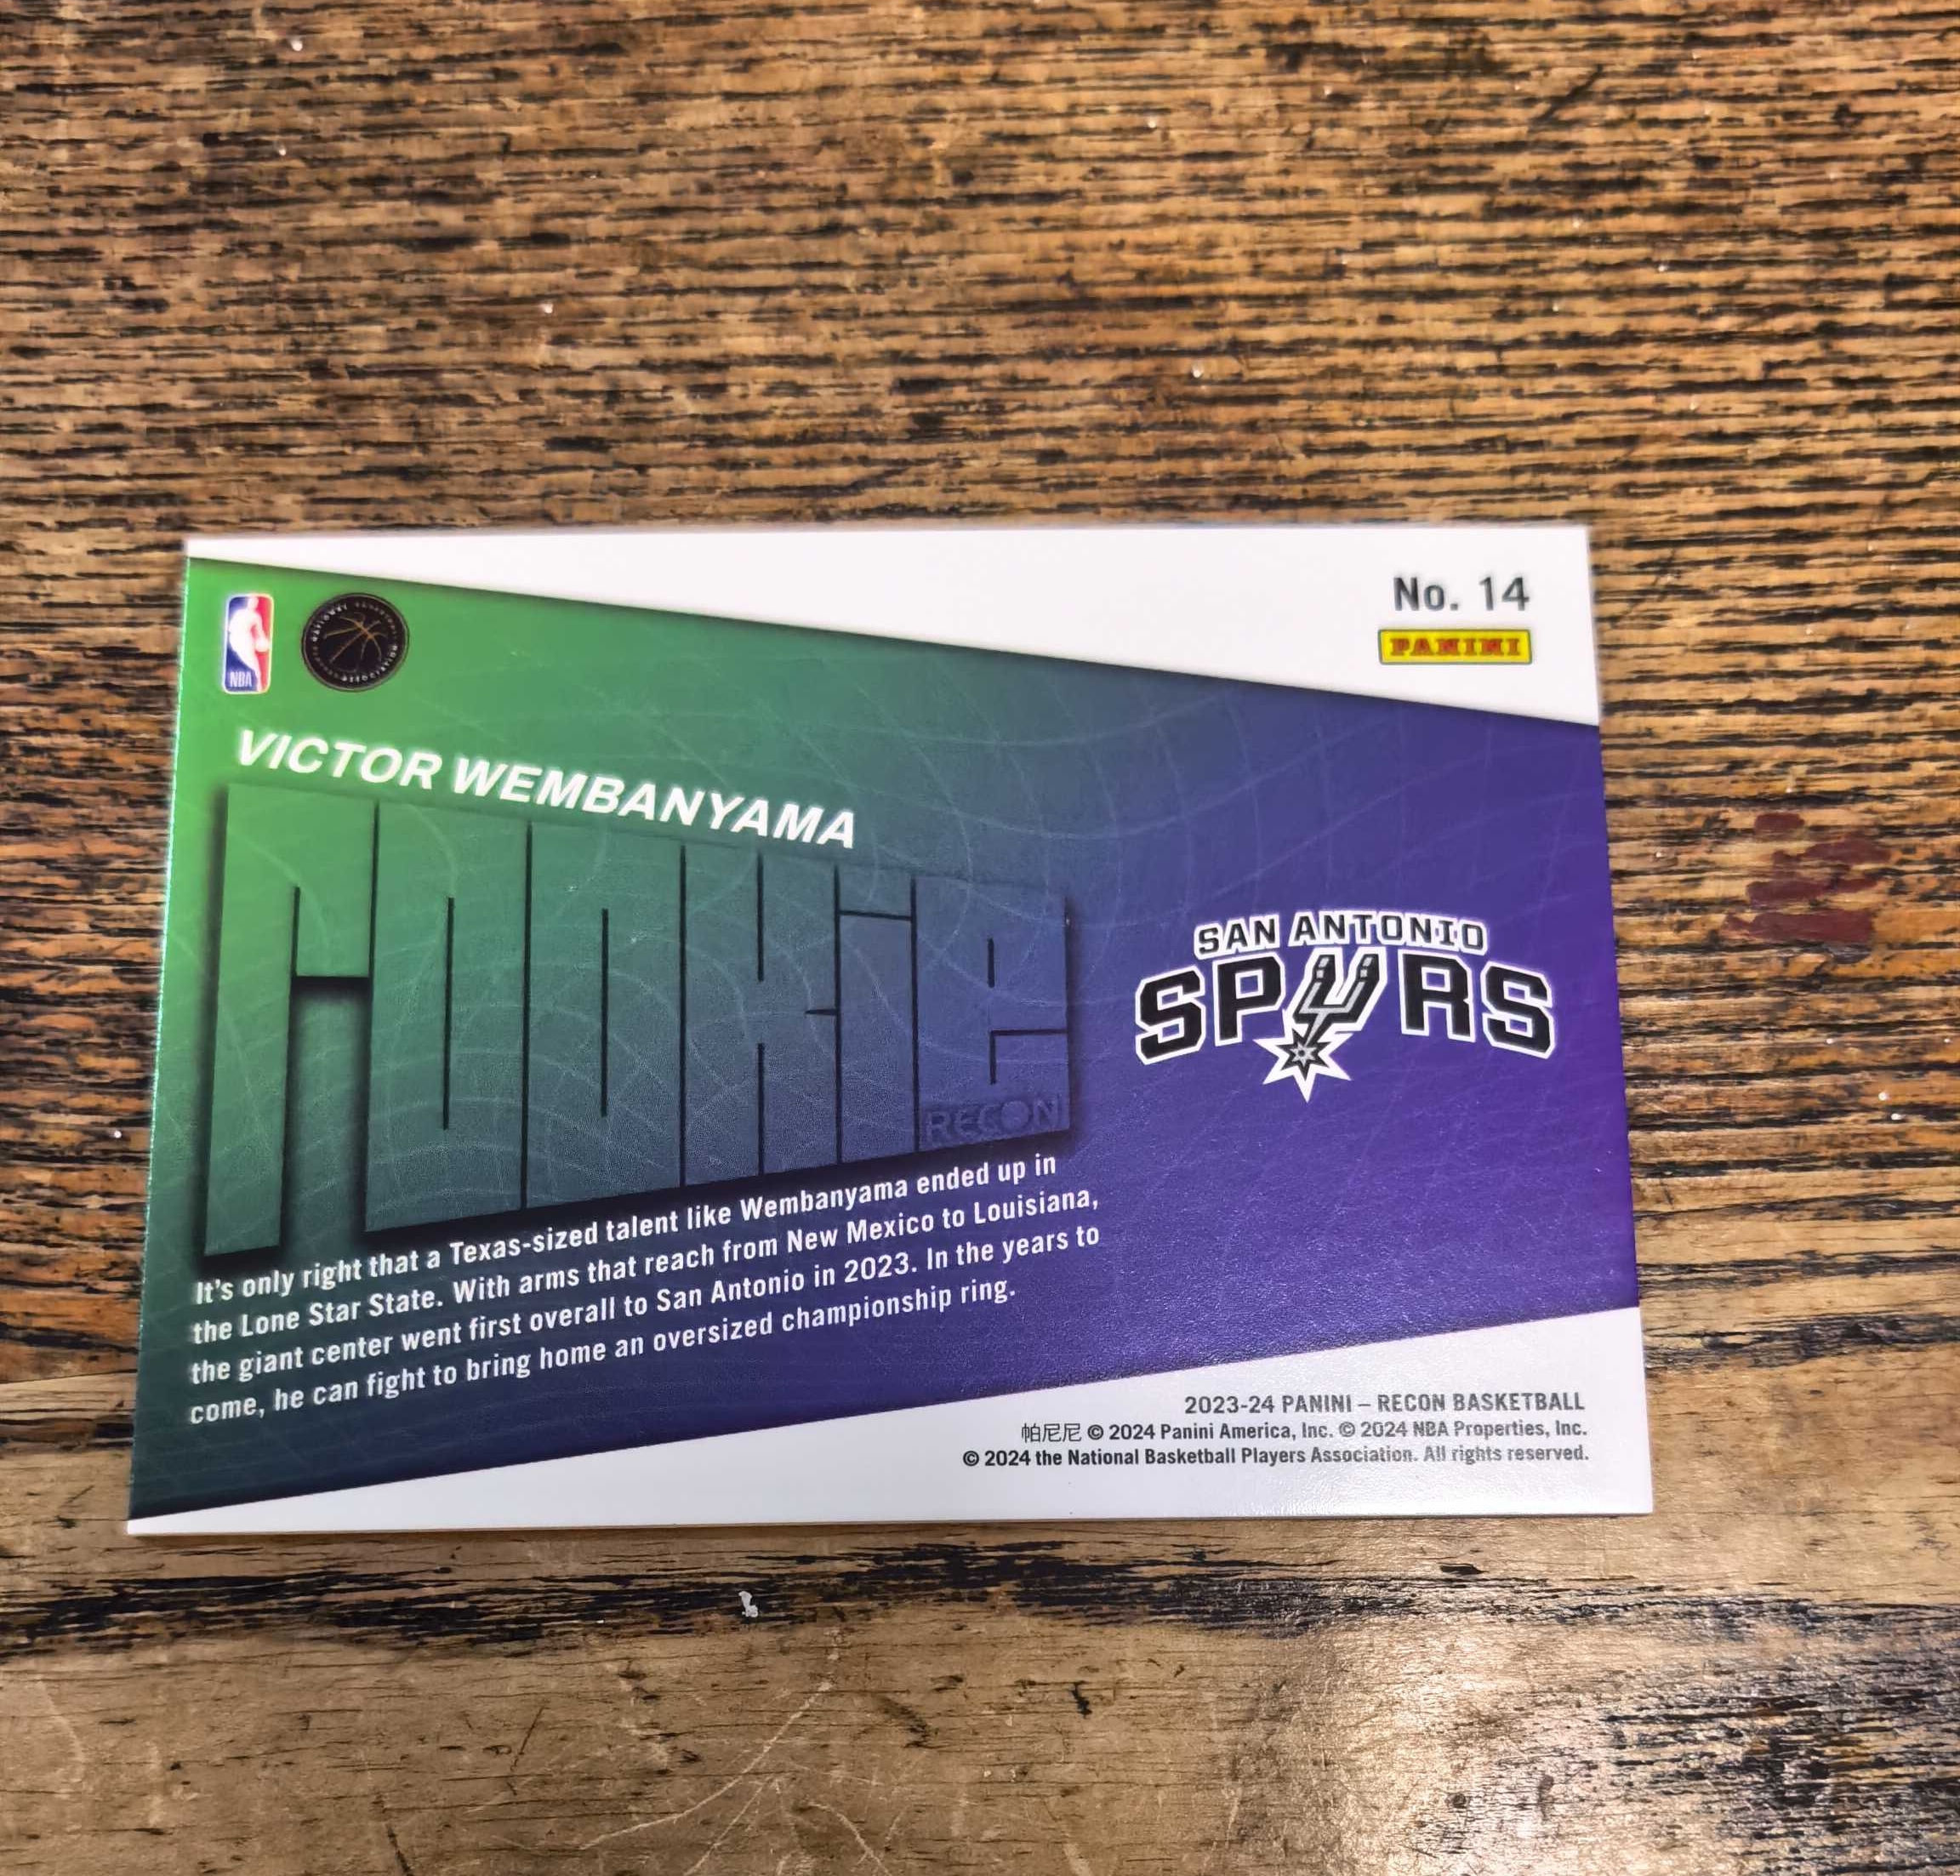 No. 14
PANINI
NBA
VICTOR WEMBANYAMA
rookie
RECON
SAN ANTONIO
SPURS
It's only right that a Texas-sized talent like Wembanyama ended up in
the Lone Star State. With arms that reach from New Mexico to Louisiana,
the giant center went first overall to San Antonio in 2023. In the years to
come, he can fight to bring home an oversized championship ring.
2023-24 PANINI – RECON BASKETBALL
帕尼尼 © 2024 Panini America, Inc. © 2024 NBA Properties, Inc.
© 2024 the National Basketball Players Association. All rights reserved.